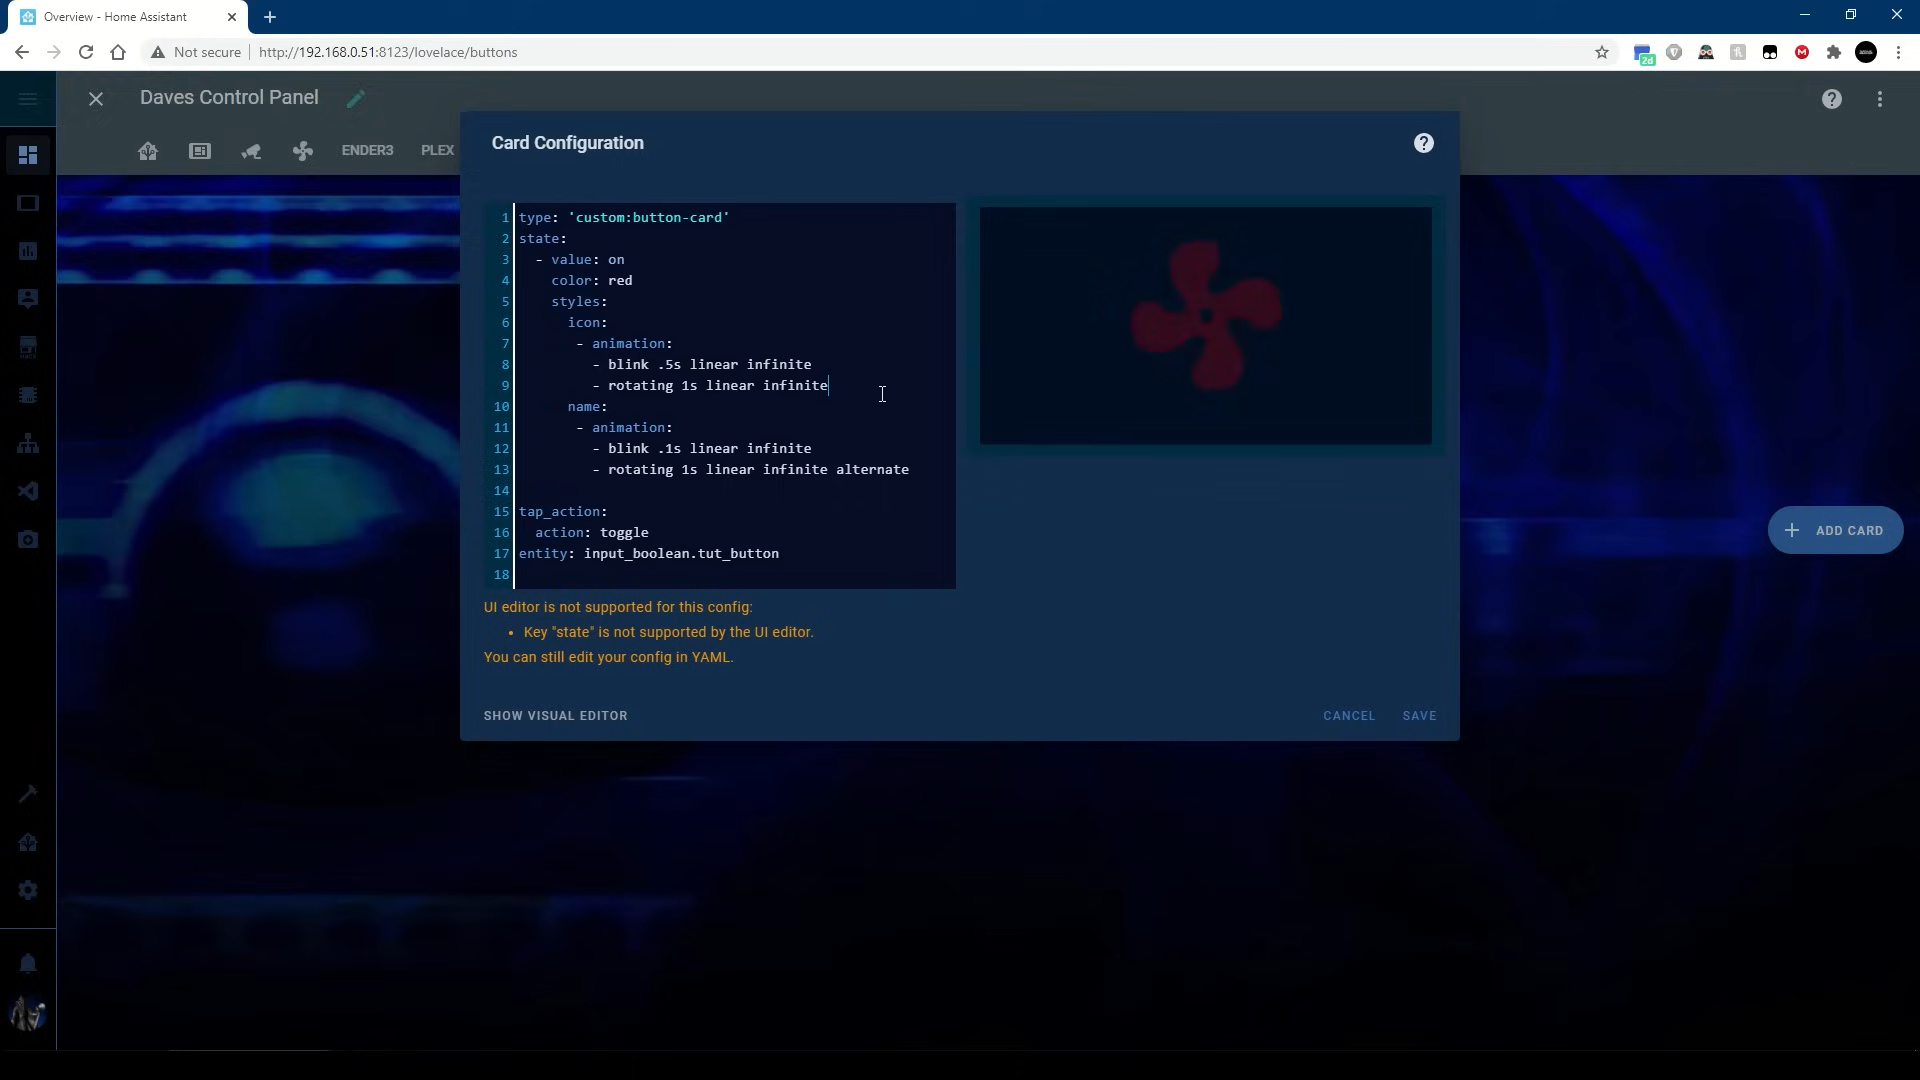 Overview - Home Assistant
Not secure
http://192.168.0.51:8123/lovelace/buttons
2d
Daves Control Panel
ENDER3
PLEX
Card Configuration
1 type: 'custom:button-card'
2 state:
3 - value: on
4 color: red
5 styles:
6 icon:
7 - animation:
8 - blink .5s linear infinite
9 - rotating 1s linear infinite
10 name:
11 - animation:
12 - blink .1s linear infinite
13 - rotating 1s linear infinite alternate
14
15 tap_action:
16 action: toggle
17 entity: input_boolean.tut_button
18
UI editor is not supported for this config:
• Key "state" is not supported by the UI editor.
You can still edit your config in YAML.
SHOW VISUAL EDITOR
CANCEL
SAVE
ADD CARD